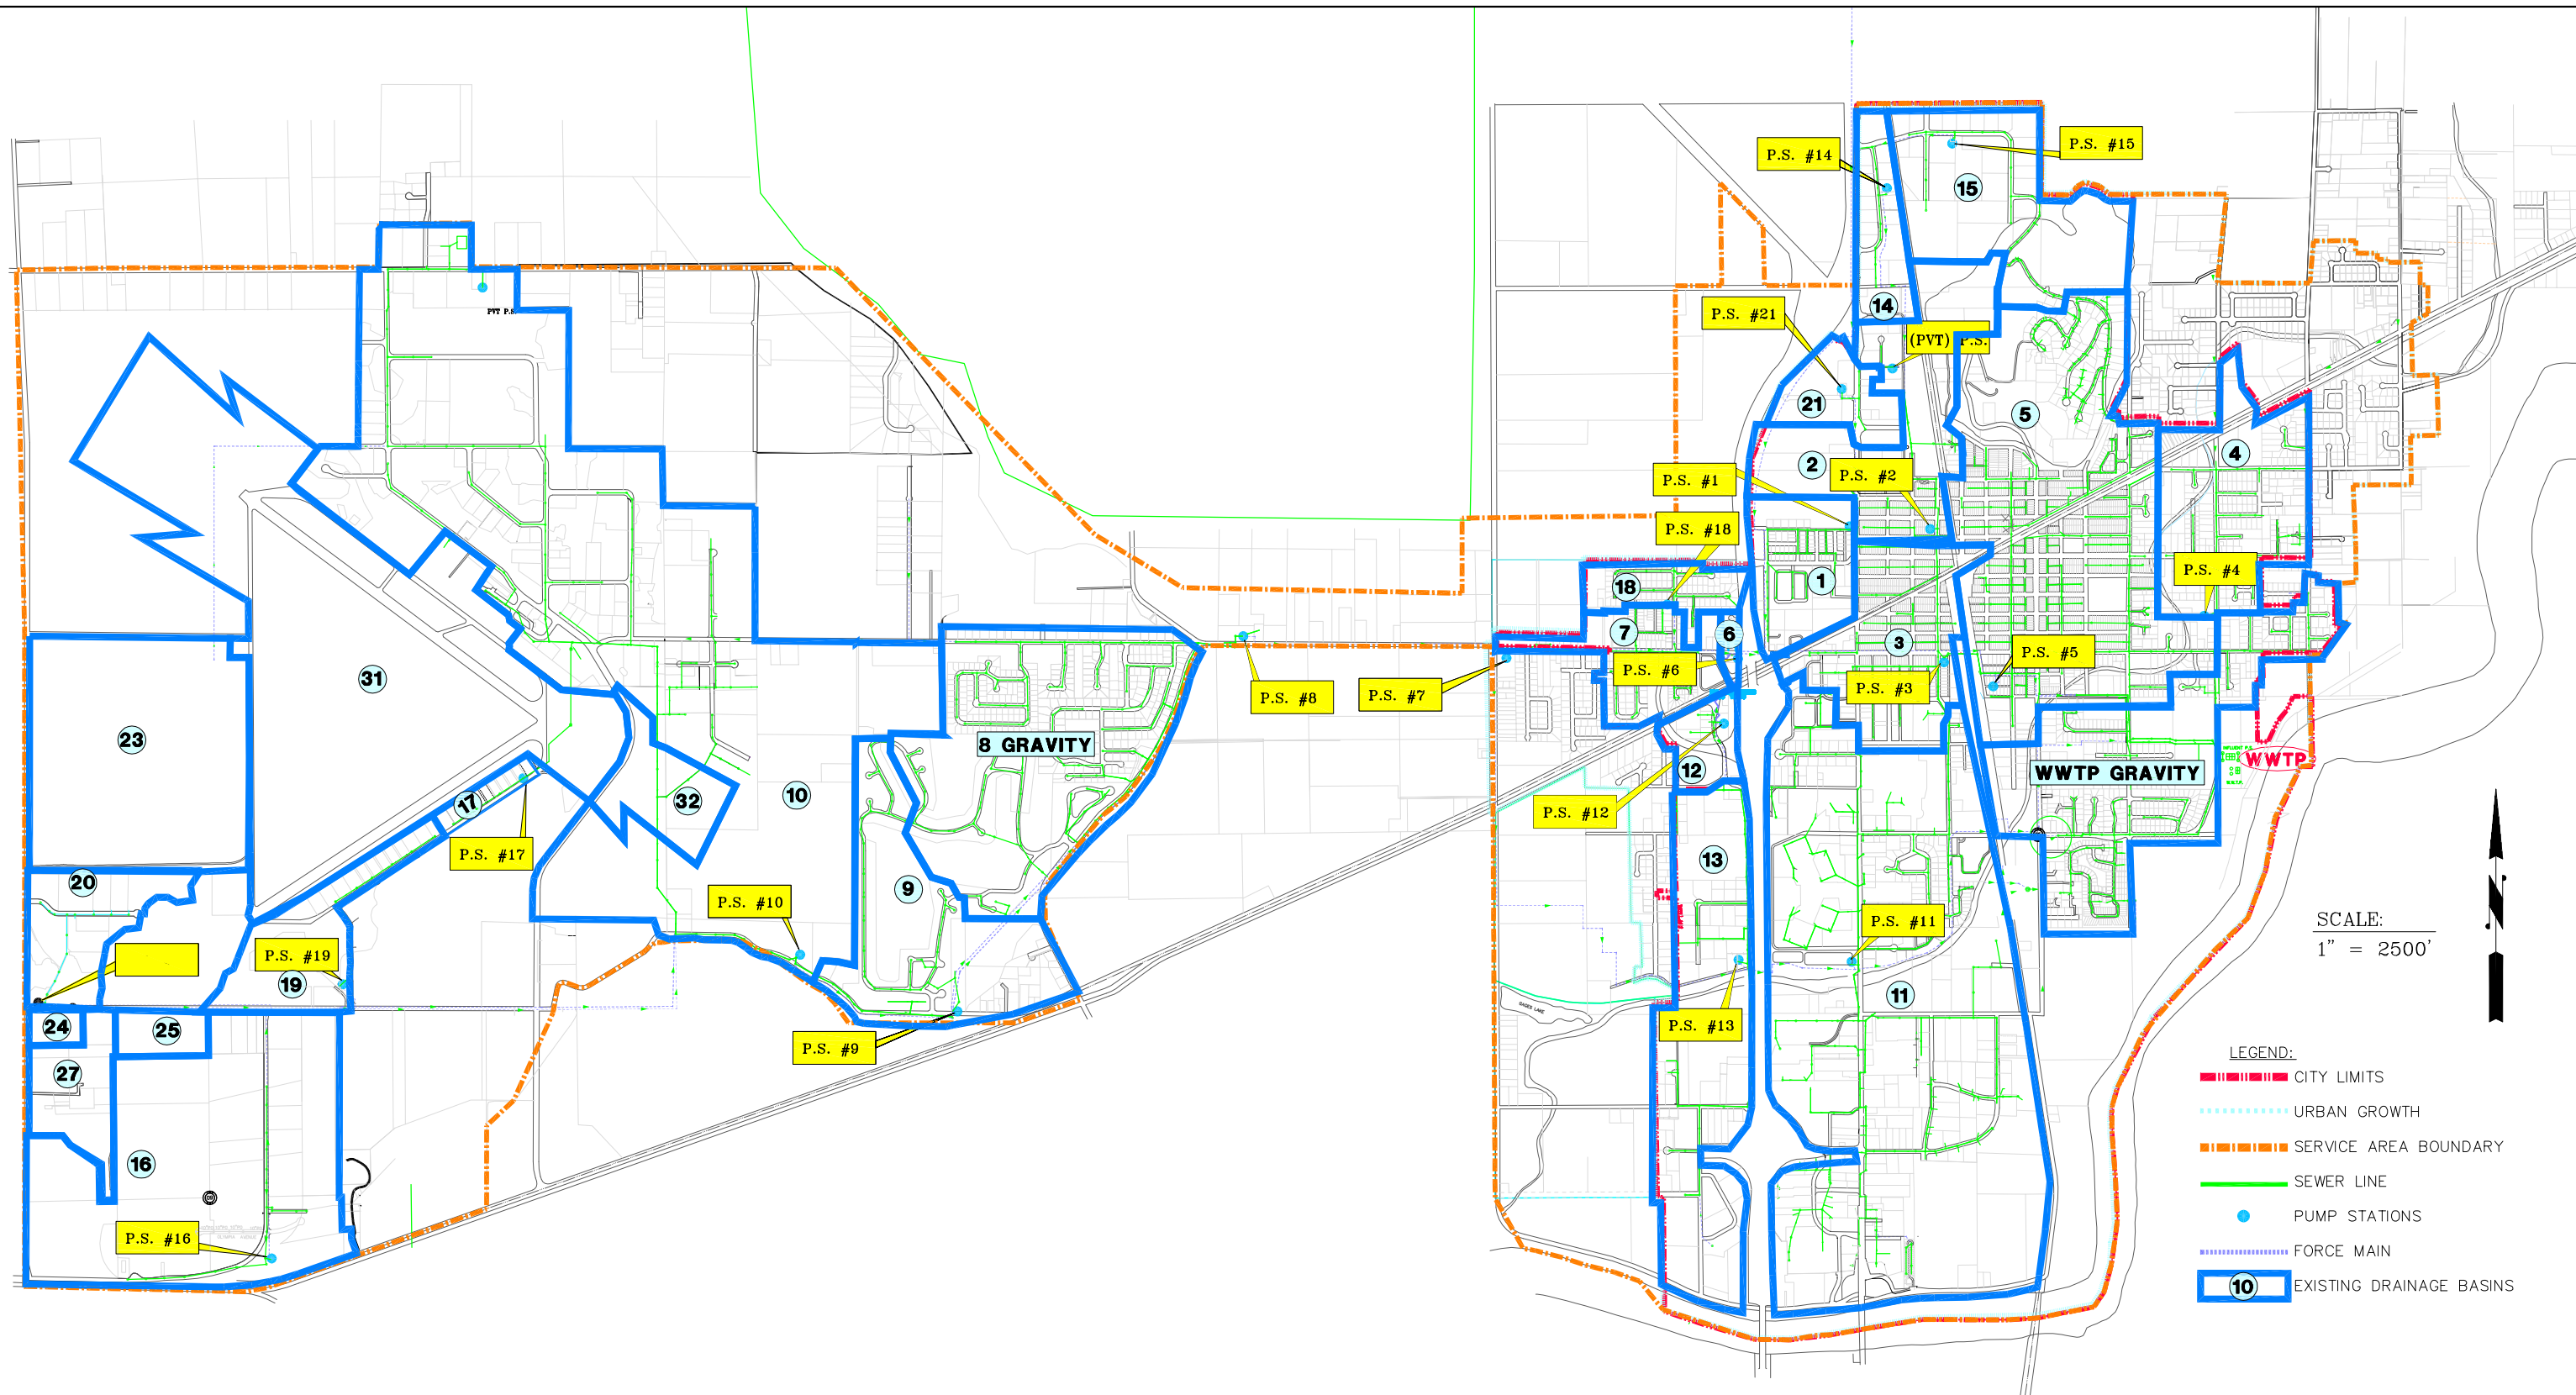 P.S. #14
P.S. #15
15
14
PVT P.S.
P.S. #21
(PVT) P.S.
21
5
4
2
P.S. #1
P.S. #2
P.S. #18
P.S. #4
18
1
7
6
3
P.S. #6
P.S. #5
P.S. #3
P.S. #8
P.S. #7
31
23
8 GRAVITY
WWTP GRAVITY
WWTP
12
10
32
17
P.S. #12
P.S. #17
13
20
9
P.S. #10
P.S. #11
P.S. #19
19
11
24
25
P.S. #13
P.S. #9
27
16
P.S. #16
N
SCALE:
1" = 2500'
LEGEND:
CITY LIMITS
URBAN GROWTH
SERVICE AREA BOUNDARY
SEWER LINE
PUMP STATIONS
FORCE MAIN
10 EXISTING DRAINAGE BASINS